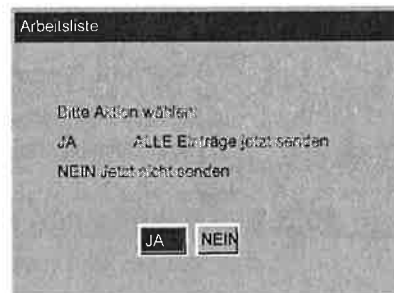 Arbeitsliste
Bitte Aktion wählen:
JA ALLE Einträge jetzt senden
NEIN Jetzt nicht senden
JA NEIN